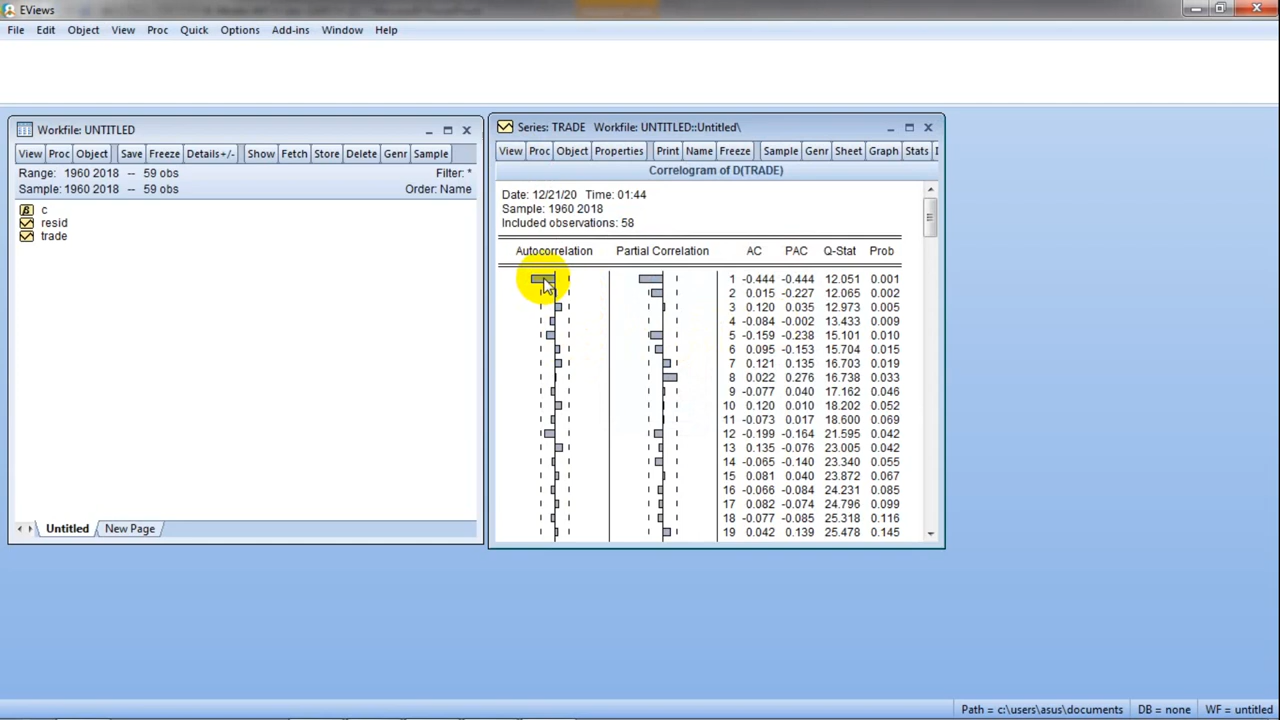 EViews
File Edit Object View Proc Quick Options Add-ins Window Help
Workfile: UNTITLED
View Proc Object Save Freeze Details+/- Show Fetch Store Delete Genr Sample
Range: 1960 2018 -- 59 obs Filter: *
Sample: 1960 2018 -- 59 obs Order: Name
c
resid
trade
Untitled New Page
Series: TRADE Workfile: UNTITLED::Untitled\
View Proc Object Properties Print Name Freeze Sample Genr Sheet Graph Stats
Correlogram of D(TRADE)
Date: 12/21/20 Time: 01:44
Sample: 1960 2018
Included observations: 58
Autocorrelation Partial Correlation AC PAC Q-Stat Prob
1 -0.444 -0.444 12.051 0.001
2 0.015 -0.227 12.065 0.002
3 0.120 0.035 12.973 0.005
4 -0.084 -0.002 13.433 0.009
5 -0.159 -0.238 15.101 0.010
6 0.095 -0.153 15.704 0.015
7 0.121 0.135 16.703 0.019
8 0.022 0.276 16.738 0.033
9 -0.077 0.040 17.162 0.046
10 0.120 0.010 18.202 0.052
11 -0.073 0.017 18.600 0.069
12 -0.199 -0.164 21.595 0.042
13 0.135 -0.076 23.005 0.042
14 -0.065 -0.140 23.340 0.055
15 0.081 0.040 23.872 0.067
16 -0.066 -0.084 24.231 0.085
17 0.082 -0.074 24.796 0.099
18 -0.077 -0.085 25.318 0.116
19 0.042 0.139 25.478 0.145
Path = c:\users\asus\documents DB = none WF = untitled